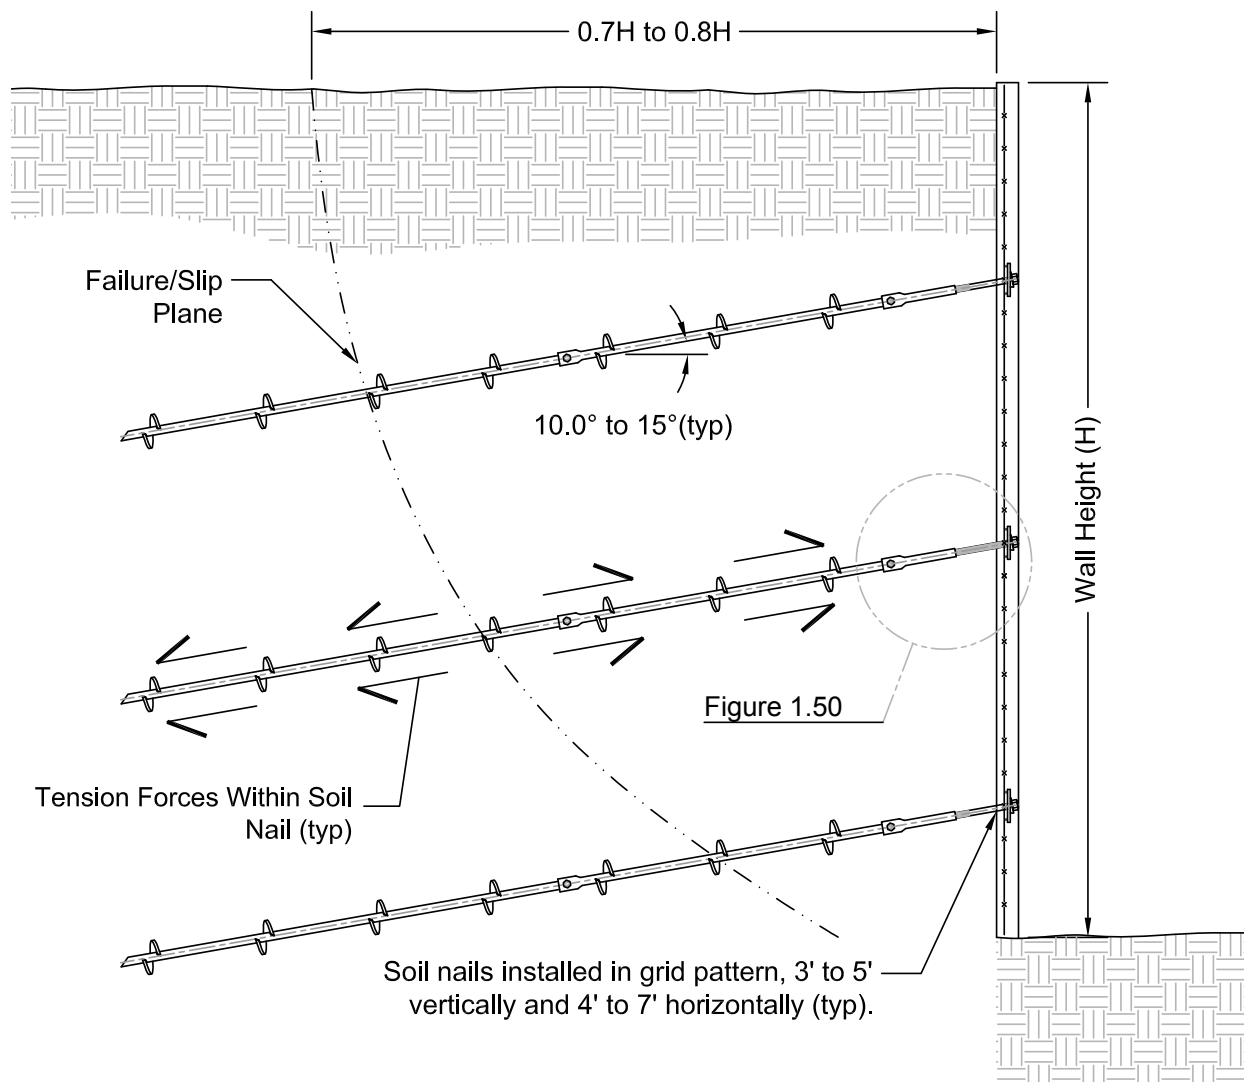 0.7H to 0.8H
Failure/Slip
Plane
10.0° to 15°(typ)
Wall Height (H)
Figure 1.50
Tension Forces Within Soil
Nail (typ)
Soil nails installed in grid pattern, 3' to 5'
vertically and 4' to 7' horizontally (typ).